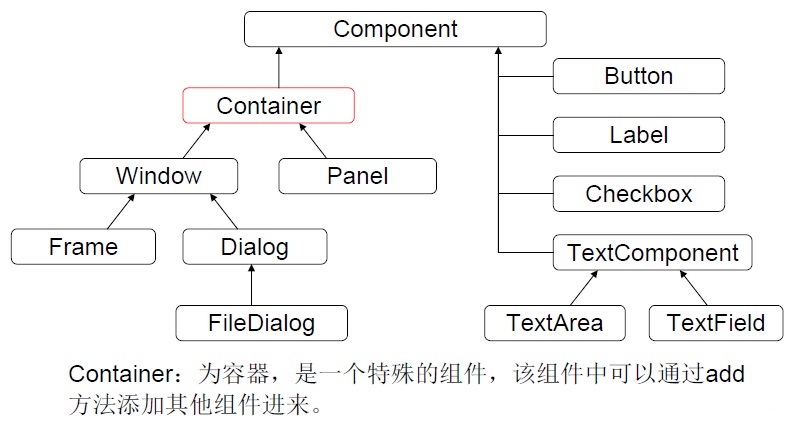 Component
Button
Container
Label
Window
Panel
Checkbox
Frame
Dialog
TextComponent
FileDialog
TextArea
TextField
Container：为容器，是一个特殊的组件，该组件中可以通过add
方法添加其他组件进来。